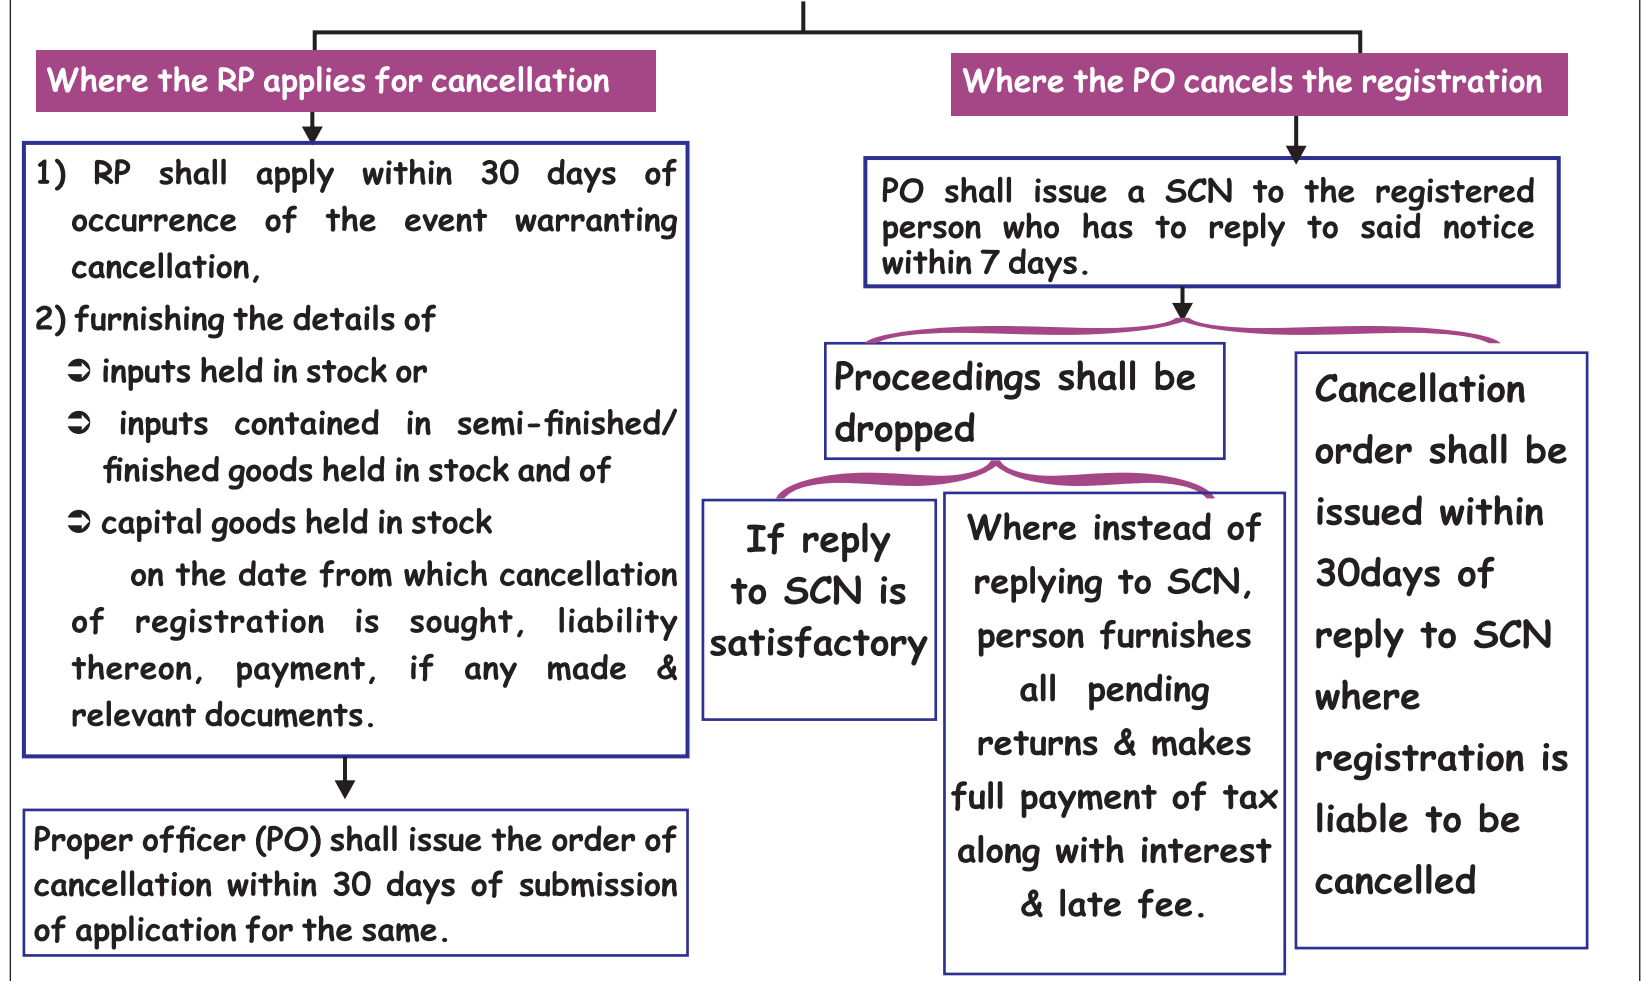 Where the RP applies for cancellation
1) RP shall apply within 30 days of
occurrence of the event warranting
cancellation,
2) furnishing the details of
➲ inputs held in stock or
➲ inputs contained in semi-finished/
finished goods held in stock and of
➲ capital goods held in stock
on the date from which cancellation
of registration is sought, liability
thereon, payment, if any made &
relevant documents.
Proper officer (PO) shall issue the order of
cancellation within 30 days of submission
of application for the same.
Where the PO cancels the registration
PO shall issue a SCN to the registered
person who has to reply to said notice
within 7 days.
Proceedings shall be
dropped
If reply
to SCN is
satisfactory
Where instead of
replying to SCN,
person furnishes
all pending
returns & makes
full payment of tax
along with interest
& late fee.
Cancellation
order shall be
issued within
30days of
reply to SCN
where
registration is
liable to be
cancelled